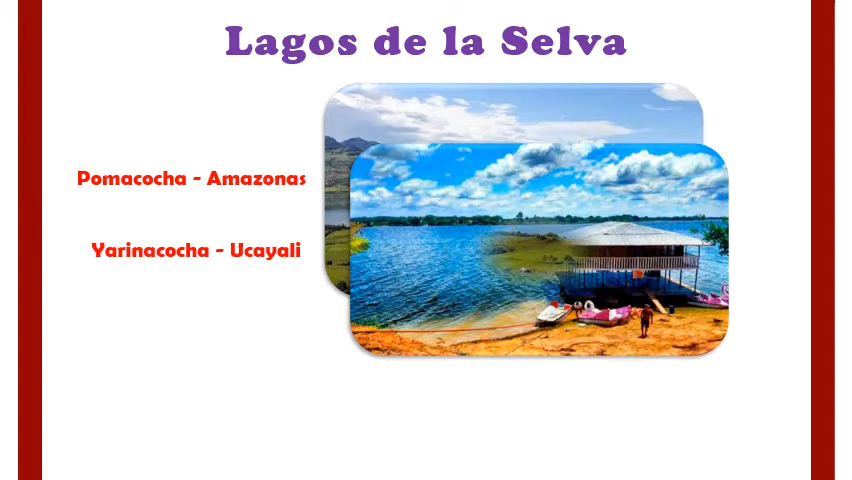 Lagos de la Selva
Pomacocha - Amazonas
Yarinacocha - Ucayali